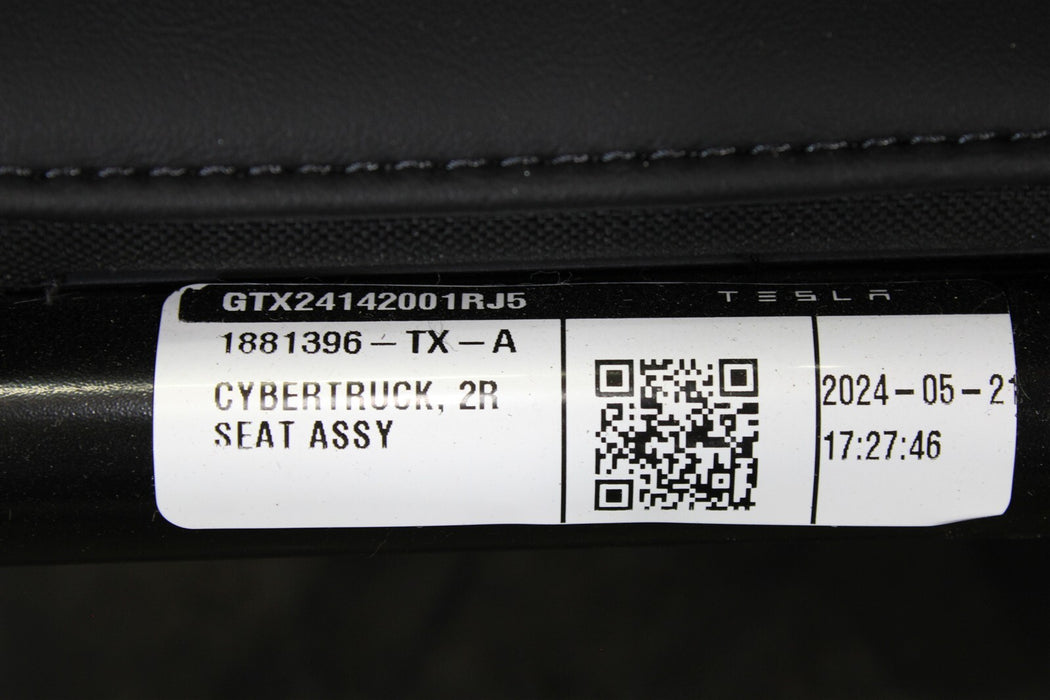 GTX24142001RJ5
TESLA
1881396-TX-A
CYBERTRUCK, 2R
SEAT ASSY
2024-05-21
17:27:46